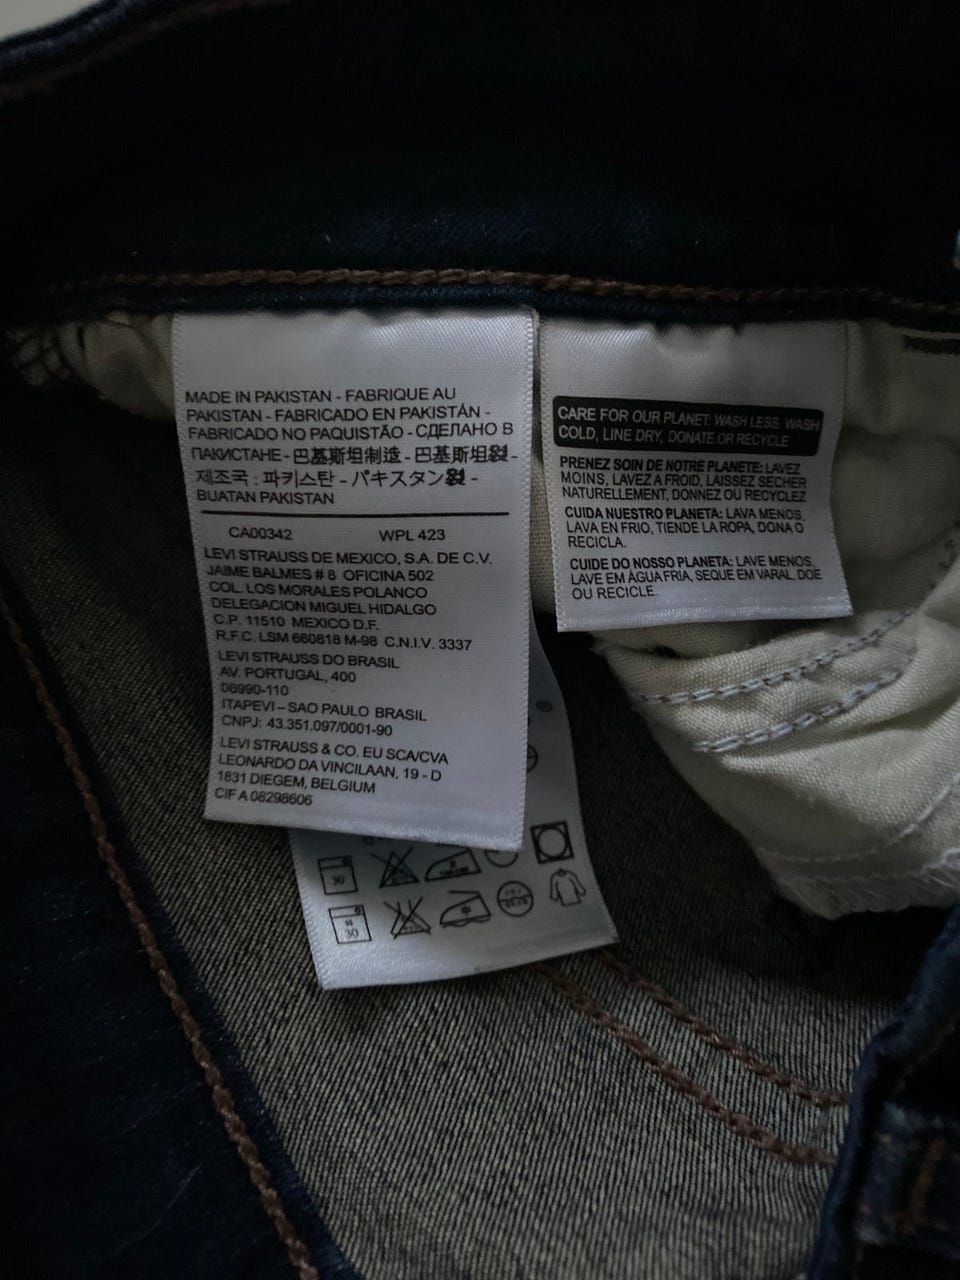 MADE IN PAKISTAN - FABRIQUE AU
PAKISTAN - FABRICADO EN PAKISTÁN -
FABRICADO NO PAQUISTÃO - СДЕЛАНО В
ПАКИСТАНЕ - 巴基斯坦制造 - 巴基斯坦製 -
제조국 : 파키스탄 - パキスタン製 -
BUATAN PAKISTAN
CA00342 WPL 423
LEVI STRAUSS DE MEXICO, S.A. DE C.V.
JAIME BALMES # 8 OFICINA 502
COL. LOS MORALES POLANCO
DELEGACION MIGUEL HIDALGO
C.P. 11510 MEXICO D.F.
R.F.C. LSM 660818 M-98 C.N.I.V. 3337
LEVI STRAUSS DO BRASIL
AV. PORTUGAL, 400
06990-110
ITAPEVI – SAO PAULO BRASIL
CNPJ: 43.351.097/0001-90
LEVI STRAUSS & CO. EU SCA/CVA
LEONARDO DA VINCILAAN, 19 - D
1831 DIEGEM, BELGIUM
CIF A 08298606
CARE FOR OUR PLANET: WASH LESS, WASH
COLD, LINE DRY, DONATE OR RECYCLE
PRENEZ SOIN DE NOTRE PLANETE: LAVEZ
MOINS, LAVEZ A FROID, LAISSEZ SECHER
NATURELLEMENT, DONNEZ OU RECYCLEZ
CUIDA NUESTRO PLANETA: LAVA MENOS,
LAVA EN FRIO, TIENDE LA ROPA, DONA O
RECICLA.
CUIDE DO NOSSO PLANETA: LAVE MENOS,
LAVE EM ÀGUA FRIA, SEQUE EM VARAL, DOE
OU RECICLE.
®
30
30
中